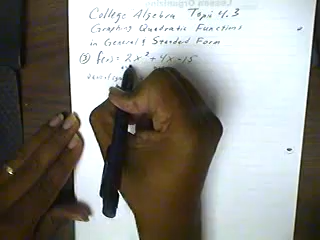 College Algebra Topic 4.3
Graphing Quadratic Functions
in General & Standard Form
③ f(x) = 2x² + 4x - 15